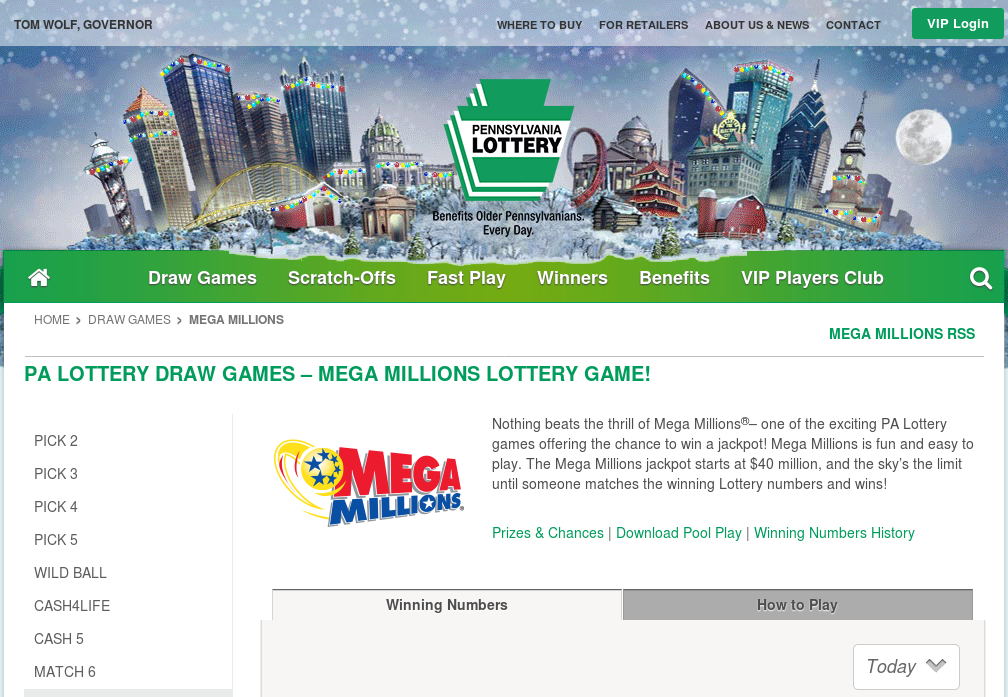 TOM WOLF, GOVERNOR
WHERE TO BUY FOR RETAILERS ABOUT US & NEWS CONTACT VIP Login
PENNSYLVANIA
LOTTERY
Benefits Older Pennsylvanians.
Every Day.
Draw Games Scratch-Offs Fast Play Winners Benefits VIP Players Club
HOME > DRAW GAMES > MEGA MILLIONS
MEGA MILLIONS RSS
PA LOTTERY DRAW GAMES – MEGA MILLIONS LOTTERY GAME!
PICK 2
PICK 3
PICK 4
PICK 5
WILD BALL
CASH4LIFE
CASH 5
MATCH 6
MEGA
MILLIONS®
Nothing beats the thrill of Mega Millions®– one of the exciting PA Lottery
games offering the chance to win a jackpot! Mega Millions is fun and easy to
play. The Mega Millions jackpot starts at $40 million, and the sky's the limit
until someone matches the winning Lottery numbers and wins!
Prizes & Chances | Download Pool Play | Winning Numbers History
Winning Numbers How to Play
Today